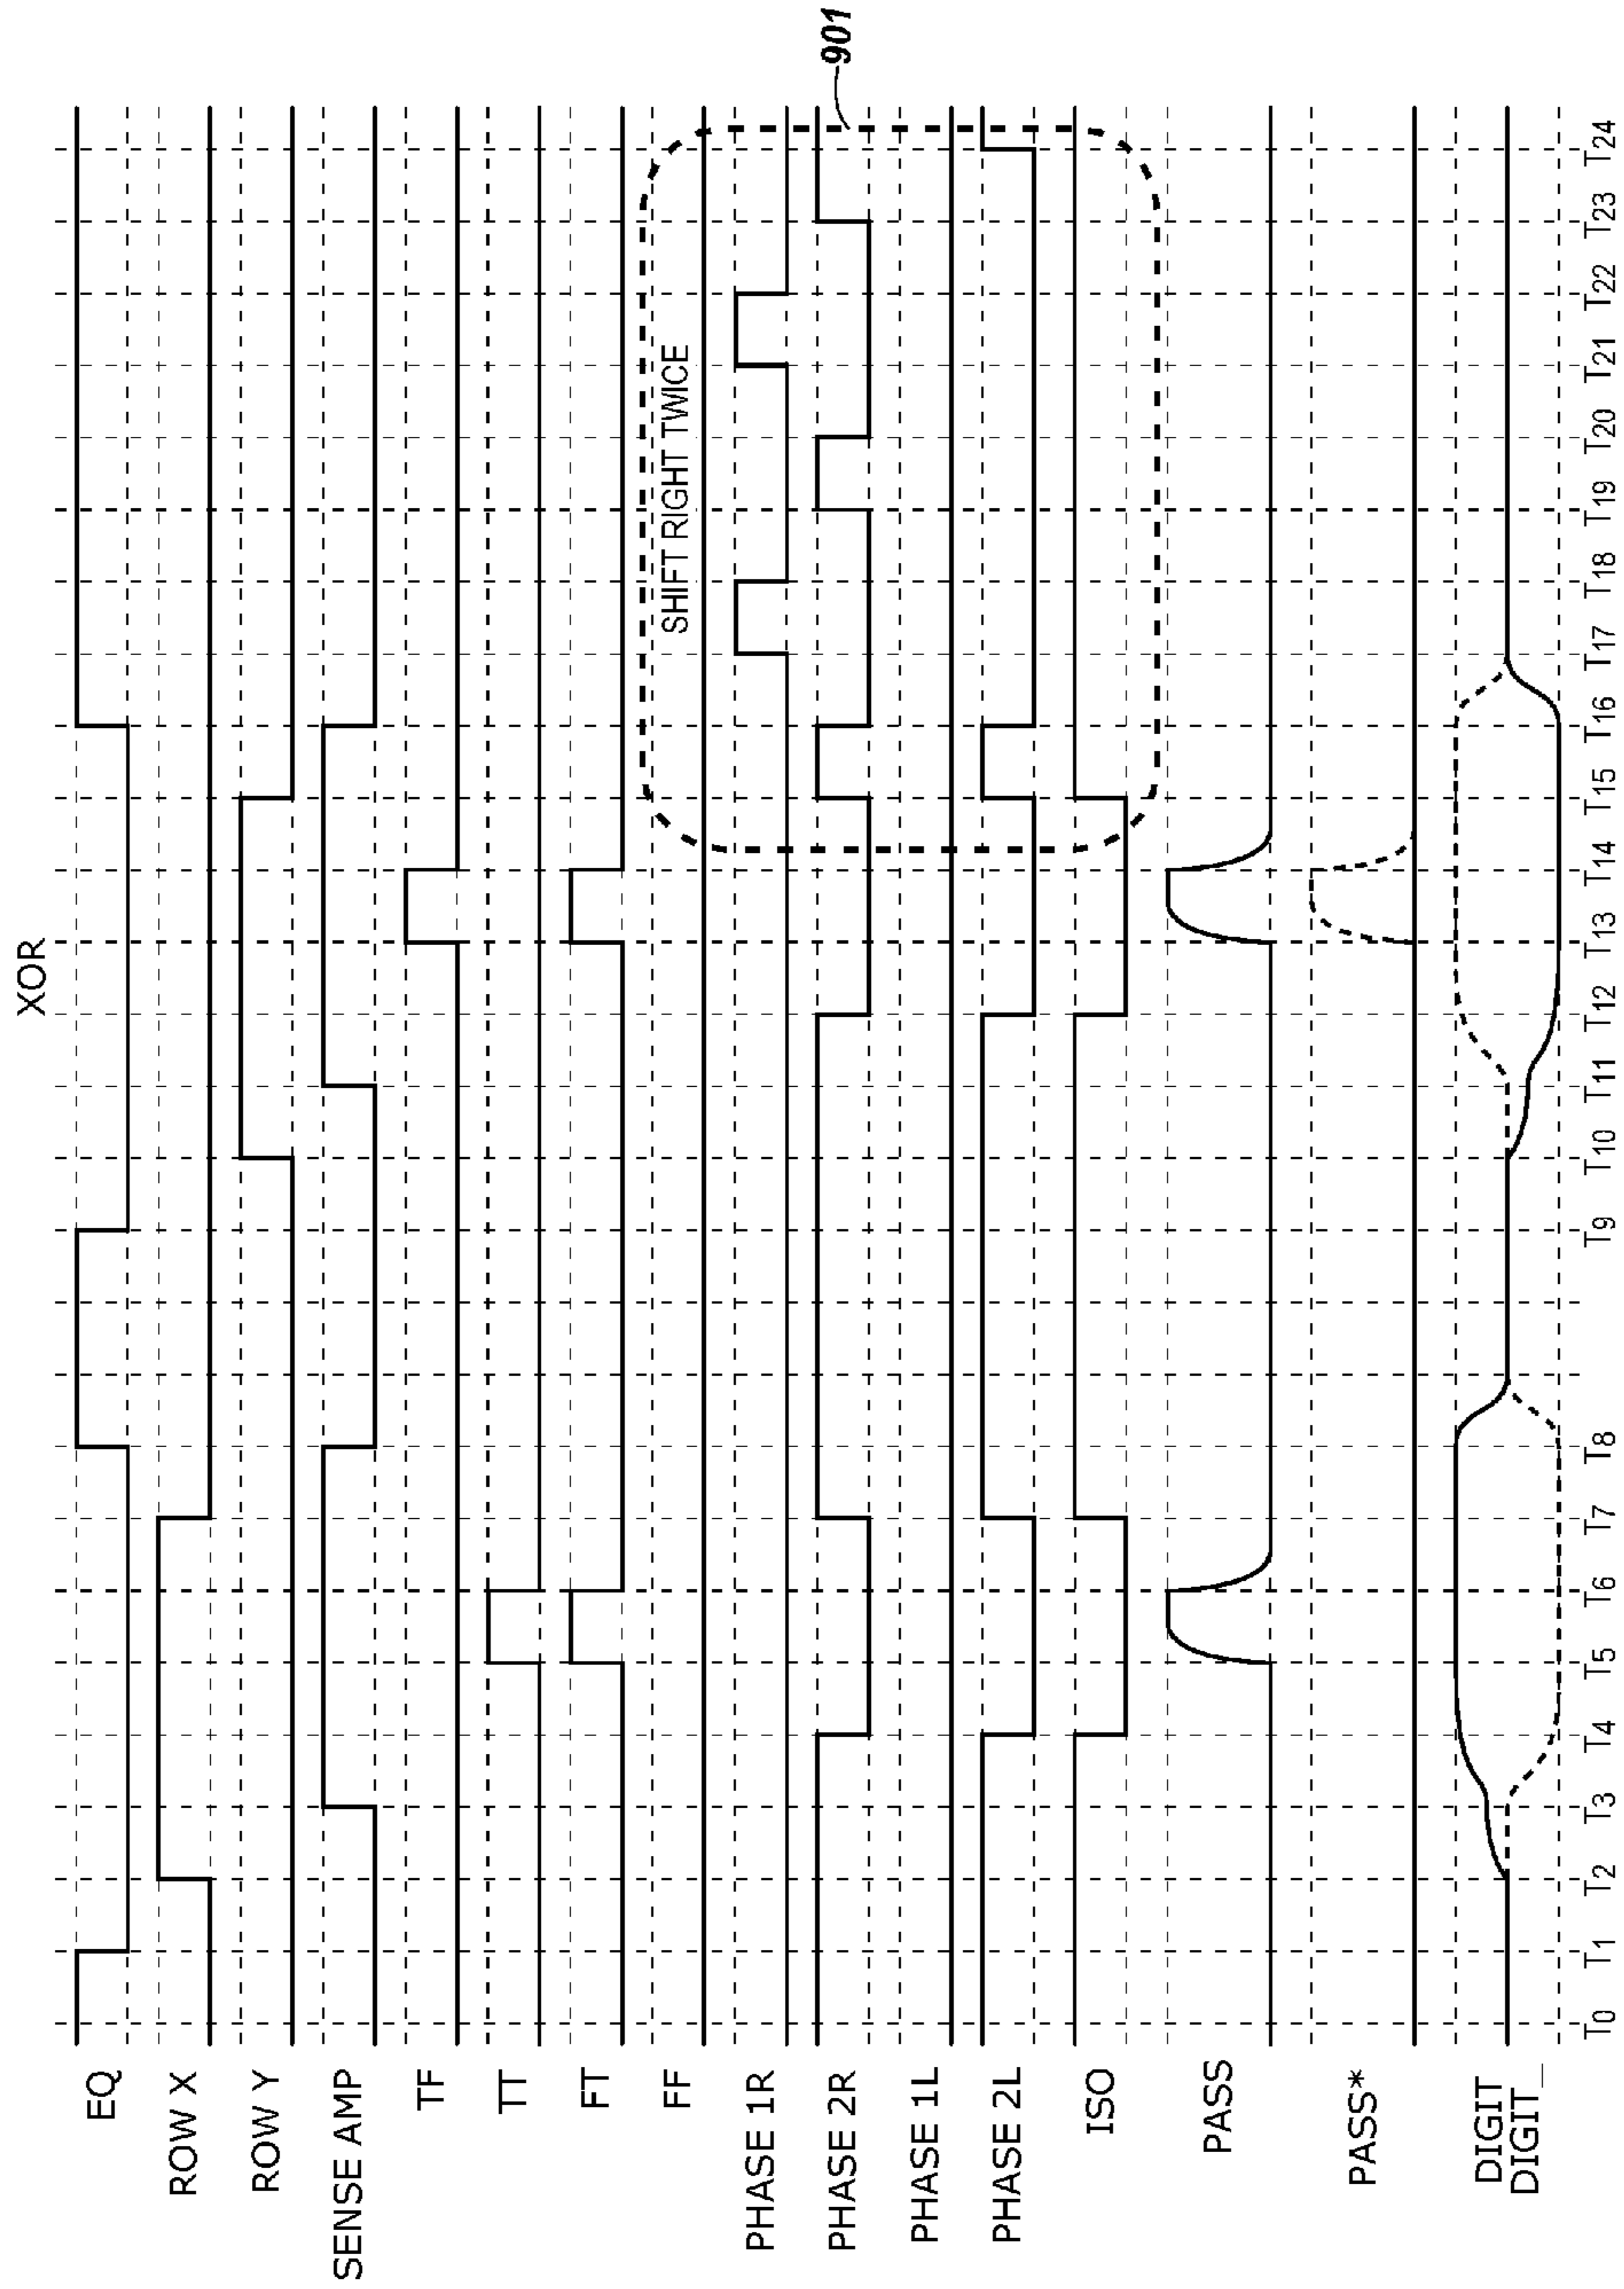 XOR
EQ
ROW X
ROW Y
SENSE AMP
TF
TT
FT
FF
SHIFT RIGHT TWICE
901
PHASE 1R
PHASE 2R
PHASE 1L
PHASE 2L
ISO
PASS
PASS*
DIGIT
DIGIT_
T0 T1 T2 T3 T4 T5 T6 T7 T8 T9 T10 T11 T12 T13 T14 T15 T16 T17 T18 T19 T20 T21 T22 T23 T24